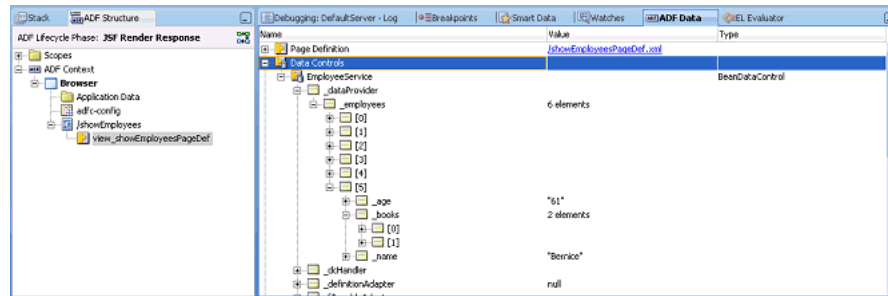 Stack
ADF Structure
Debugging: DefaultServer - Log
Breakpoints
Smart Data
Watches
ADF Data
EL Evaluator
ADF Lifecycle Phase: JSF Render Response
Scopes
ADF Context
Browser
Application Data
adfc-config
/showEmployees
view_showEmployeesPageDef
Name Value Type
Page Definition /showEmployeesPageDef.xml
Data Controls
EmployeeService BeanDataControl
_dataProvider
_employees 6 elements
[0]
[1]
[2]
[3]
[4]
[5]
_age "61"
_books 2 elements
[0]
[1]
_name "Bernice"
_dcHandler
_definitionAdapter null